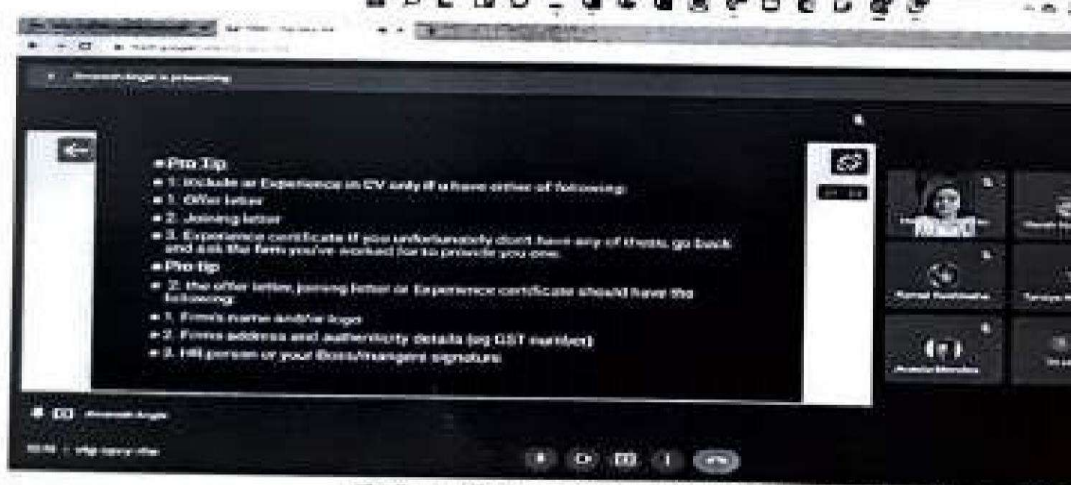 is presenting
Pro Tip
1. Include an Experience in CV only if u have either of following:
1. Offer letter
2. Joining letter
3. Experience certificate if you unfortunately don't have any of these, go back
and ask the firm you've worked for to provide you one.
Pro tip
2. the offer letter, joining letter or Experience certificate should have the
following:
1. Firm's name and/or logo
2. Firms address and authenticity details (eg GST number)
3. HR person or your Boss/mangers signature